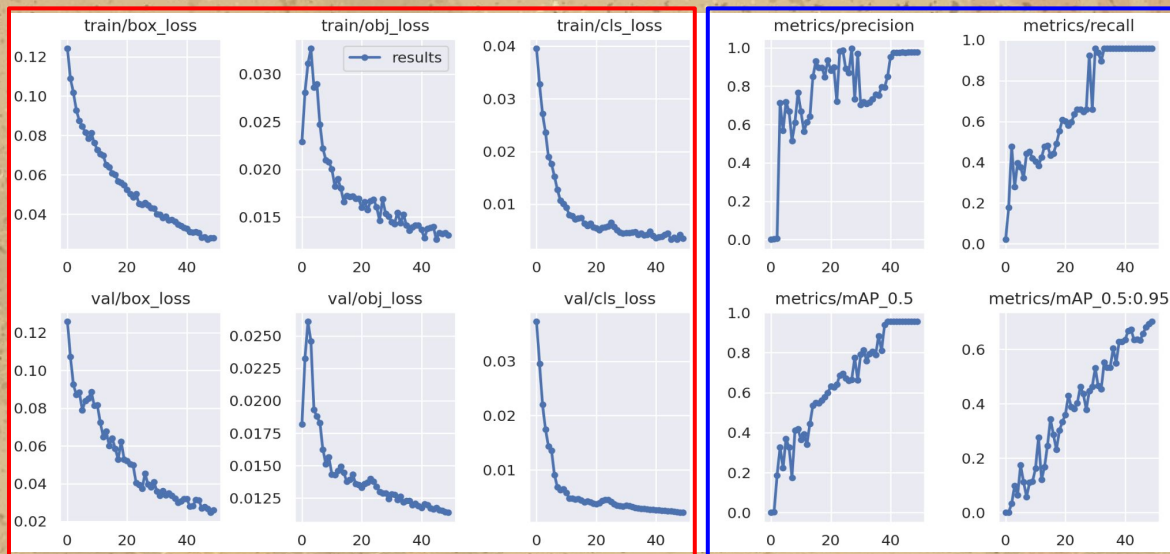 train/box_loss
train/obj_loss
train/cls_loss
metrics/precision
metrics/recall
0.12
0.10
0.08
0.06
0.04
0 20 40
results
0.030
0.025
0.020
0.015
0 20 40
0.04
0.03
0.02
0.01
0 20 40
1.0
0.8
0.6
0.4
0.2
0.0
0 20 40
1.0
0.8
0.6
0.4
0.2
0.0
0 20 40
val/box_loss
val/obj_loss
val/cls_loss
metrics/mAP_0.5
metrics/mAP_0.5:0.95
0.12
0.10
0.08
0.06
0.04
0.02
0 20 40
0.0250
0.0225
0.0200
0.0175
0.0150
0.0125
0 20 40
0.03
0.02
0.01
0 20 40
1.0
0.8
0.6
0.4
0.2
0.0
0 20 40
0.6
0.4
0.2
0.0
0 20 40